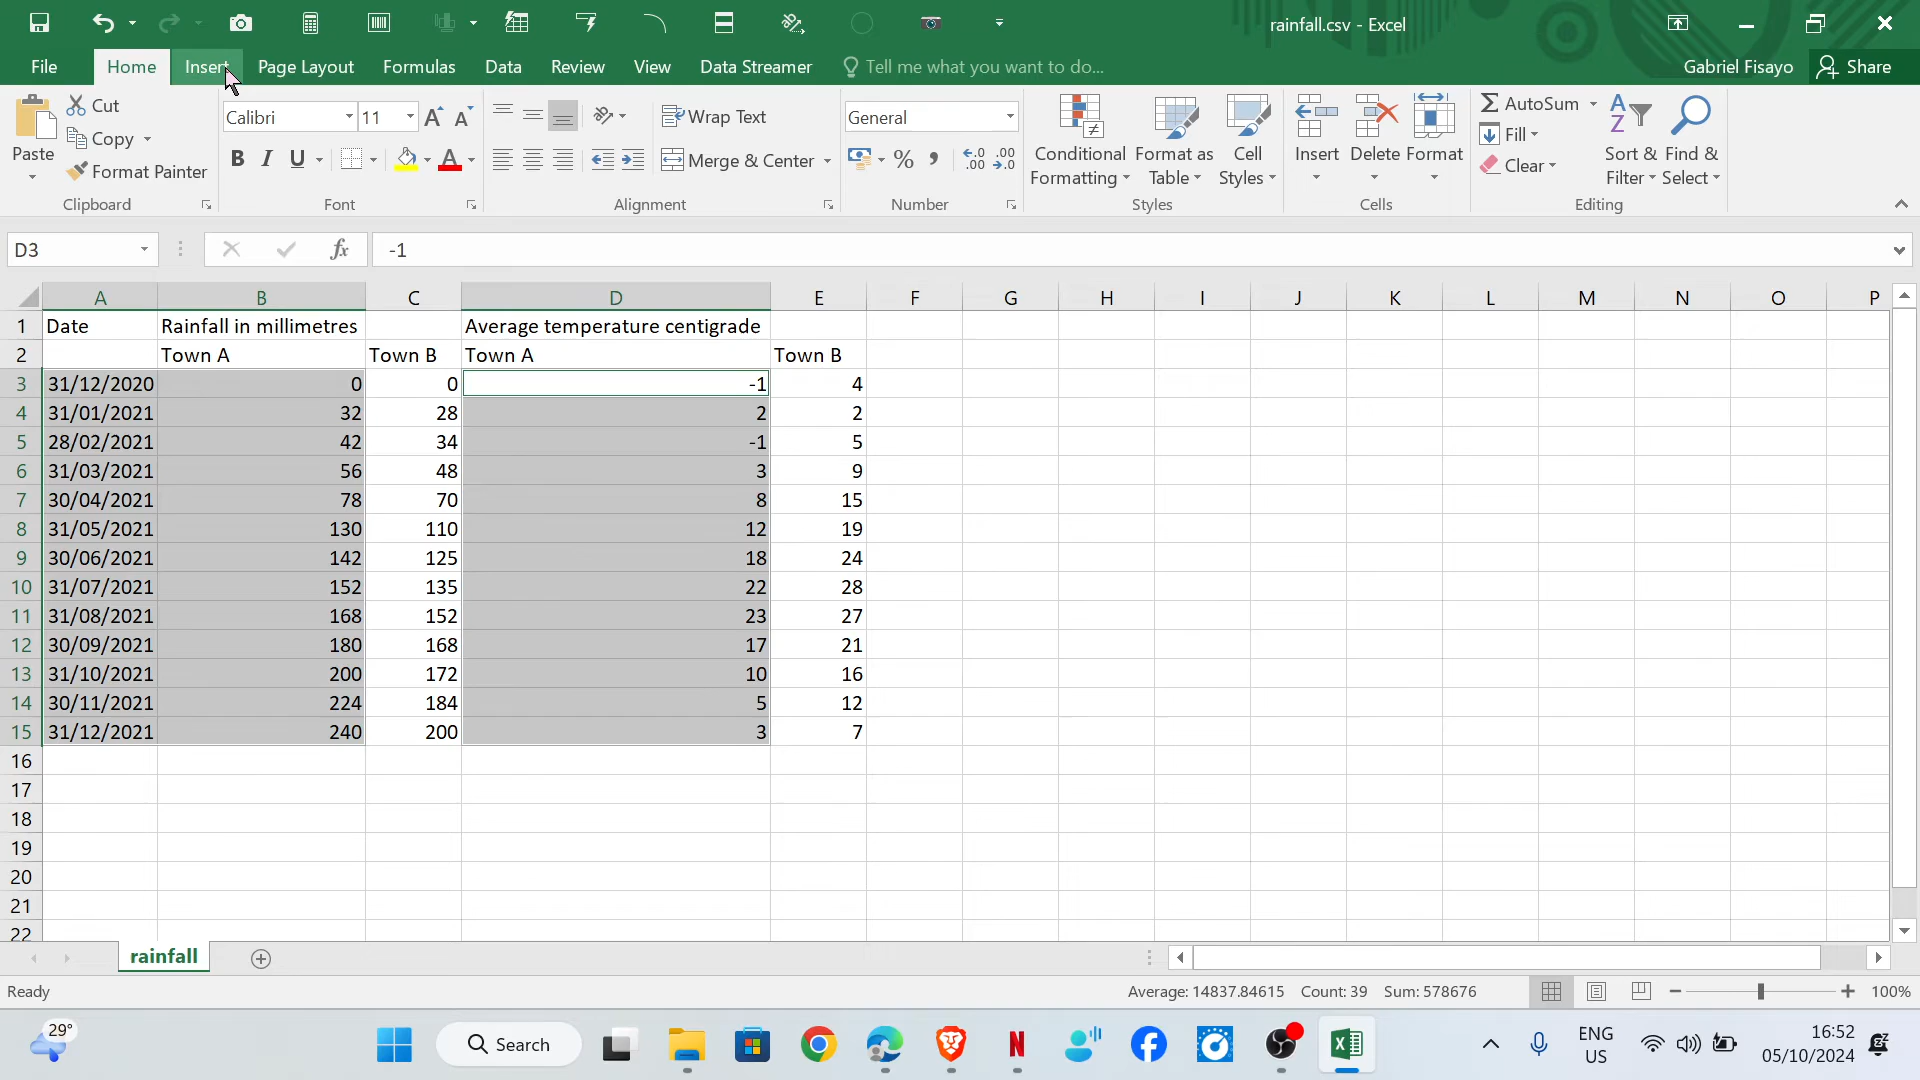 rainfall.csv - Excel
File Home Insert Page Layout Formulas Data Review View Data Streamer Tell me what you want to do... Gabriel Fisayo Share
Paste Cut Copy Format Painter Clipboard
Calibri 11 B I U A Font
Wrap Text Merge & Center Alignment
General % , .0 .00 .00 .0 Number
Conditional Formatting Format as Table Cell Styles Styles
Insert Delete Format Cells
AutoSum Fill Clear Sort & Filter Find & Select Editing
D3 fx -1
A B C D E F G H I J K L M N O P
1 Date Rainfall in millimetres Average temperature centigrade
2 Town A Town B Town A Town B
3 31/12/2020 0 0 -1 4
4 31/01/2021 32 28 2 2
5 28/02/2021 42 34 -1 5
6 31/03/2021 56 48 3 9
7 30/04/2021 78 70 8 15
8 31/05/2021 130 110 12 19
9 30/06/2021 142 125 18 24
10 31/07/2021 152 135 22 28
11 31/08/2021 168 152 23 27
12 30/09/2021 180 168 17 21
13 31/10/2021 200 172 10 16
14 30/11/2021 224 184 5 12
15 31/12/2021 240 200 3 7
16
17
18
19
20
21
22
rainfall
Ready Average: 14837.84615 Count: 39 Sum: 578676 100%
29° Search ENG US 16:52 05/10/2024